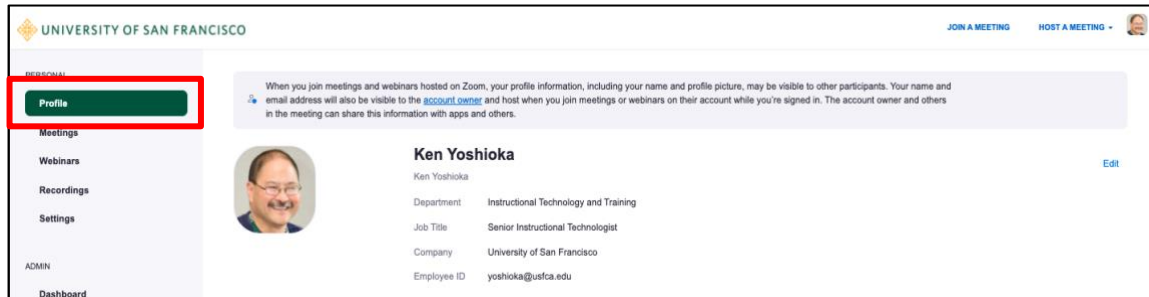 UNIVERSITY OF SAN FRANCISCO
JOIN A MEETING
HOST A MEETING
PERSONAL
Profile
Meetings
Webinars
Recordings
Settings
ADMIN
Dashboard
When you join meetings and webinars hosted on Zoom, your profile information, including your name and profile picture, may be visible to other participants. Your name and
email address will also be visible to the account owner and host when you join meetings or webinars on their account while you're signed in. The account owner and others
in the meeting can share this information with apps and others.
Ken Yoshioka
Edit
Ken Yoshioka
Department Instructional Technology and Training
Job Title Senior Instructional Technologist
Company University of San Francisco
Employee ID yoshioka@usfca.edu